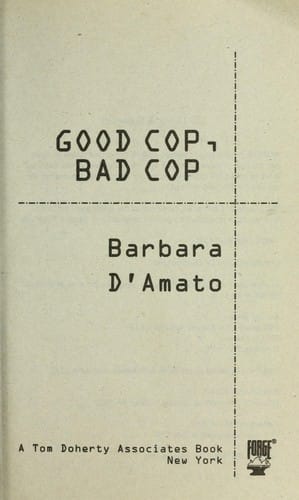 GOOD COP,
BAD COP
Barbara
D'Amato
A Tom Doherty Associates Book
New York
FORGE®